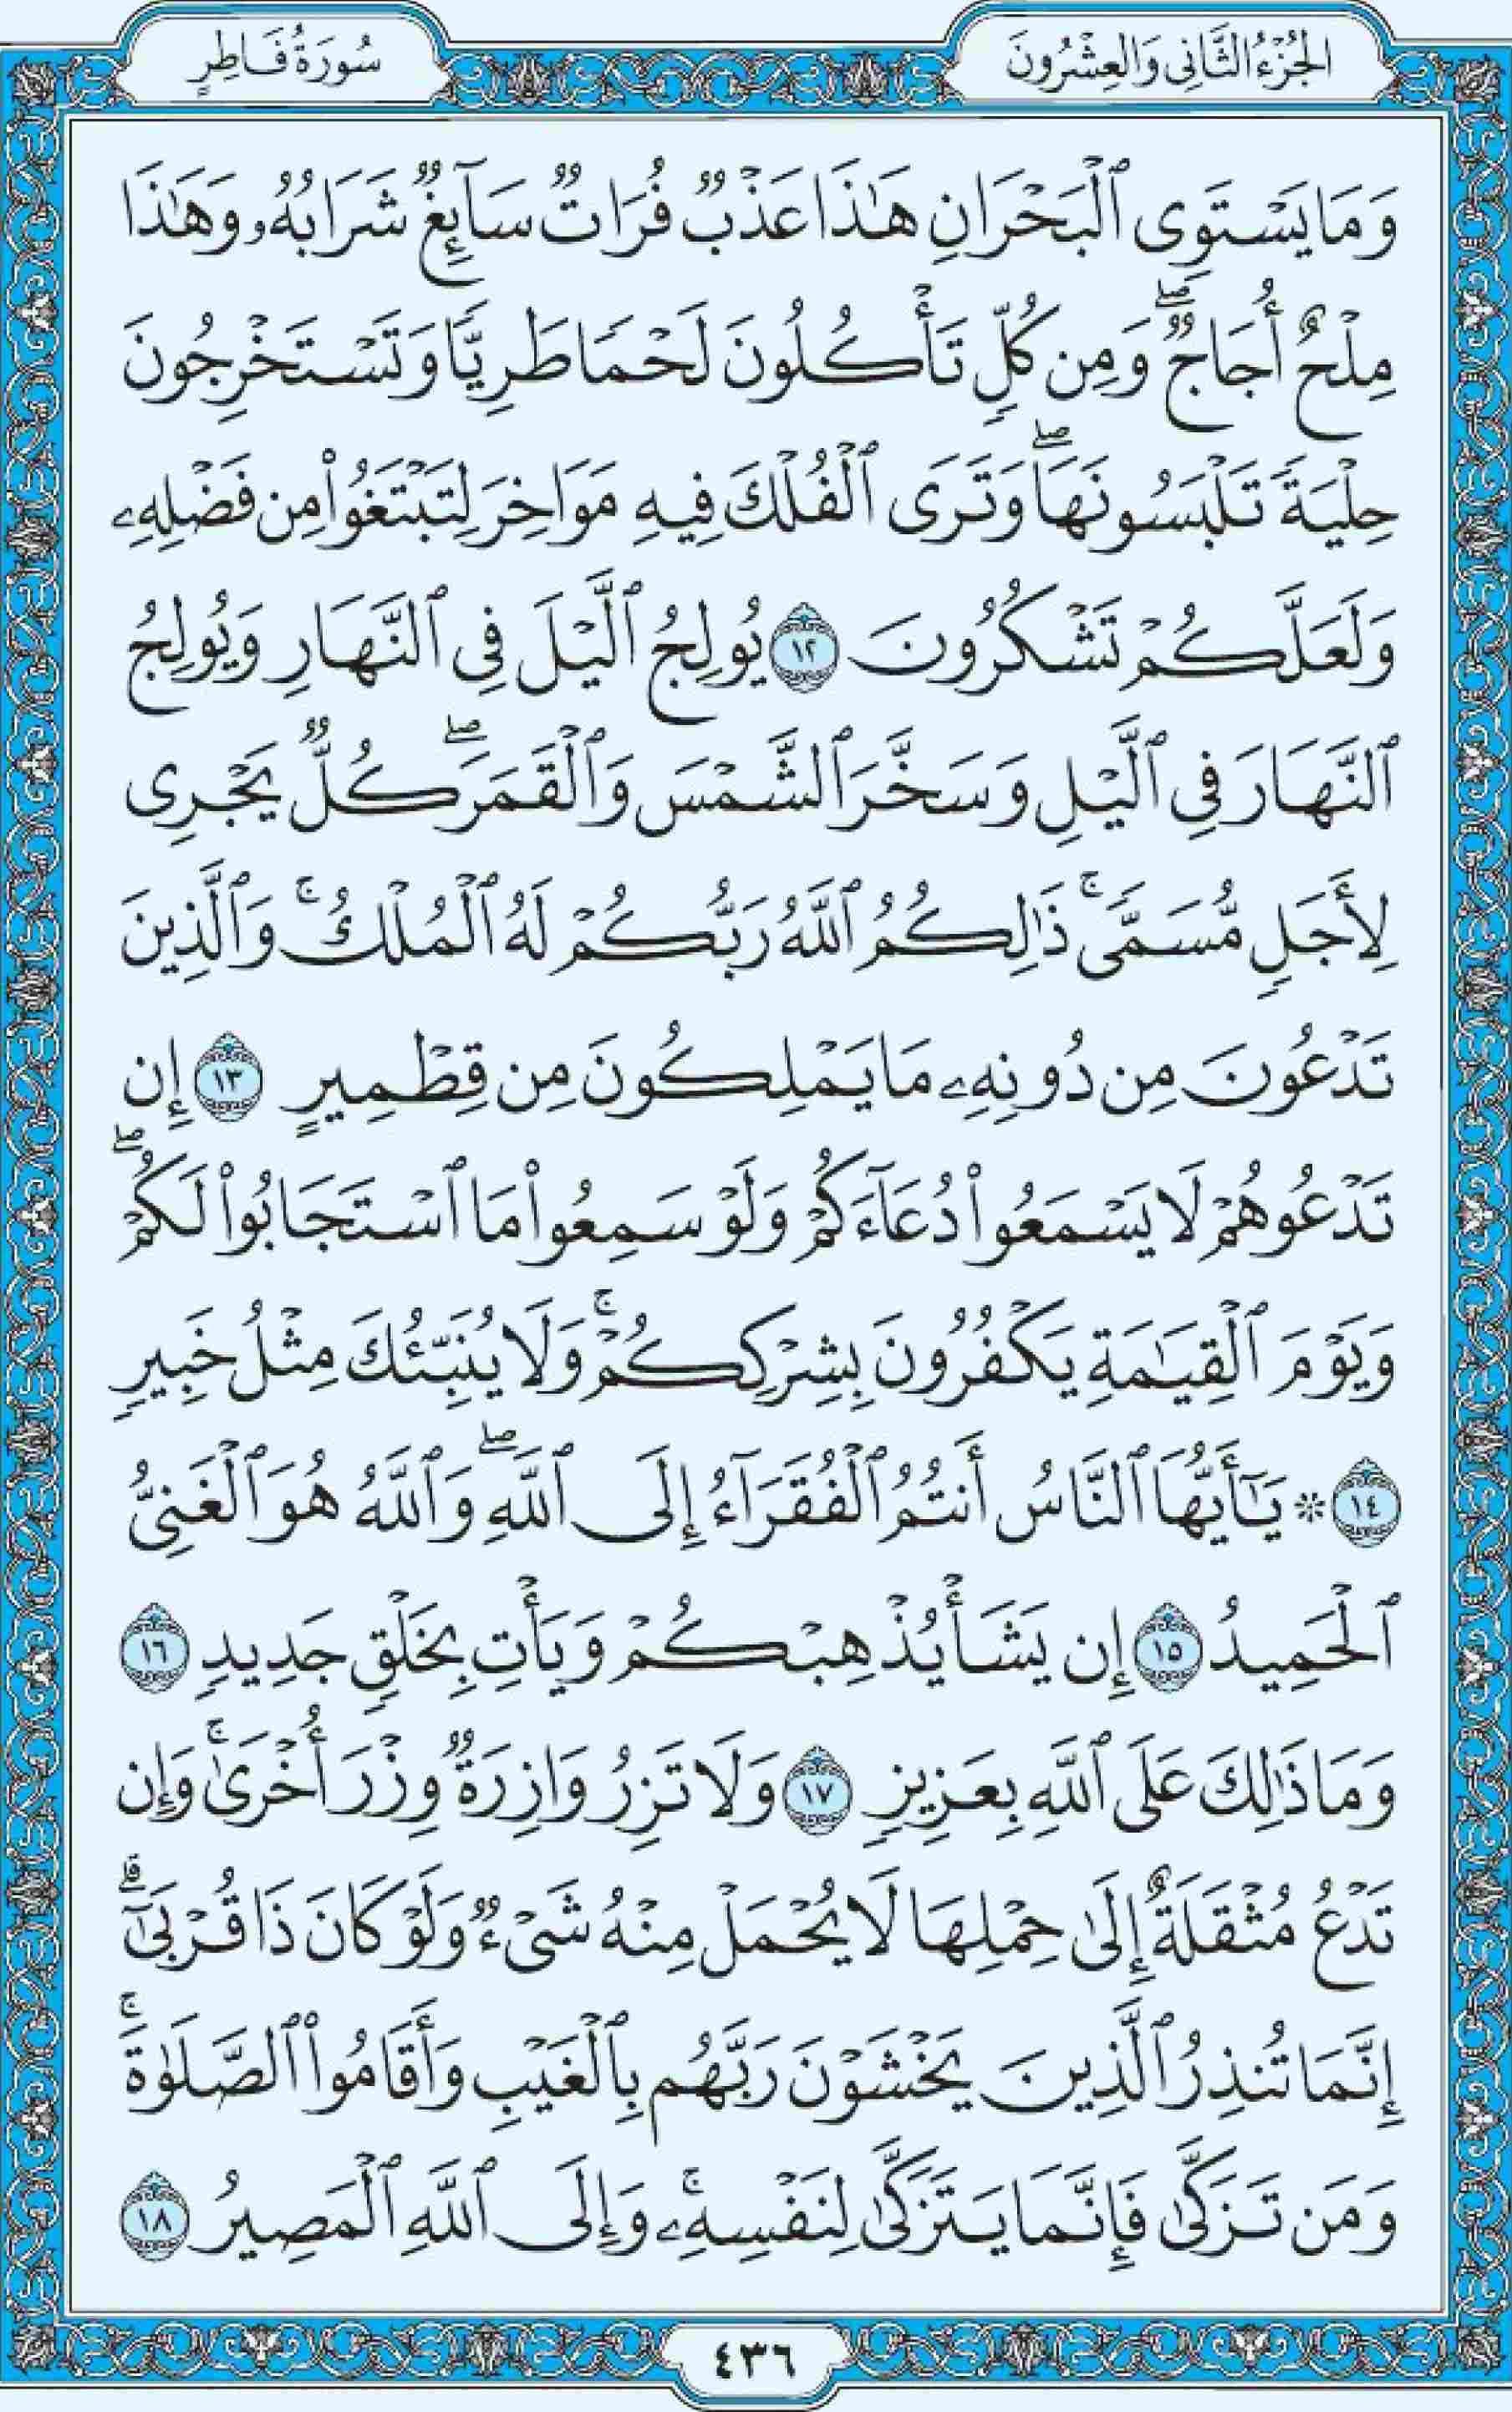 الجُزْءُ الثَّانِي وَالعِشْرُونَ
سُورَةُ فَاطِرٍ
وَمَا يَسْتَوِى ٱلْبَحْرَانِ هَٰذَا عَذْبٌ فُرَاتٌ سَآئِغٌ شَرَابُهُۥ وَهَٰذَا
مِلْحٌ أُجَاجٌ ۖ وَمِن كُلٍّ تَأْكُلُونَ لَحْمًا طَرِيًّا وَتَسْتَخْرِجُونَ
حِلْيَةً تَلْبَسُونَهَا ۖ وَتَرَى ٱلْفُلْكَ فِيهِ مَوَاخِرَ لِتَبْتَغُوا۟ مِن فَضْلِهِۦ
وَلَعَلَّكُمْ تَشْكُرُونَ ١٢ يُولِجُ ٱلَّيْلَ فِى ٱلنَّهَارِ وَيُولِجُ
ٱلنَّهَارَ فِى ٱلَّيْلِ وَسَخَّرَ ٱلشَّمْسَ وَٱلْقَمَرَ ۖ كُلٌّ يَجْرِى
لِأَجَلٍ مُّسَمًّى ۚ ذَٰلِكُمُ ٱللَّهُ رَبُّكُمْ لَهُ ٱلْمُلْكُ ۚ وَٱلَّذِينَ
تَدْعُونَ مِن دُونِهِۦ مَا يَمْلِكُونَ مِن قِطْمِيرٍ ١٣ إِن
تَدْعُوهُمْ لَا يَسْمَعُوا۟ دُعَآءَكُمْ وَلَوْ سَمِعُوا۟ مَا ٱسْتَجَابُوا۟ لَكُمْ ۖ
وَيَوْمَ ٱلْقِيَٰمَةِ يَكْفُرُونَ بِشِرْكِكُمْ ۚ وَلَا يُنَبِّئُكَ مِثْلُ خَبِيرٍ
١٤ ۞ يَٰٓأَيُّهَا ٱلنَّاسُ أَنتُمُ ٱلْفُقَرَآءُ إِلَى ٱللَّهِ ۖ وَٱللَّهُ هُوَ ٱلْغَنِىُّ
ٱلْحَمِيدُ ١٥ إِن يَشَأْ يُذْهِبْكُمْ وَيَأْتِ بِخَلْقٍ جَدِيدٍ ١٦
وَمَا ذَٰلِكَ عَلَى ٱللَّهِ بِعَزِيزٍ ١٧ وَلَا تَزِرُ وَازِرَةٌ وِزْرَ أُخْرَىٰ ۚ وَإِن
تَدْعُ مُثْقَلَةٌ إِلَىٰ حِمْلِهَا لَا يُحْمَلْ مِنْهُ شَىْءٌ وَلَوْ كَانَ ذَا قُرْبَىٰٓ ۗ
إِنَّمَا تُنذِرُ ٱلَّذِينَ يَخْشَوْنَ رَبَّهُم بِٱلْغَيْبِ وَأَقَامُوا۟ ٱلصَّلَوٰةَ ۚ
وَمَن تَزَكَّىٰ فَإِنَّمَا يَتَزَكَّىٰ لِنَفْسِهِۦ ۚ وَإِلَى ٱللَّهِ ٱلْمَصِيرُ ١٨
٤٣٦